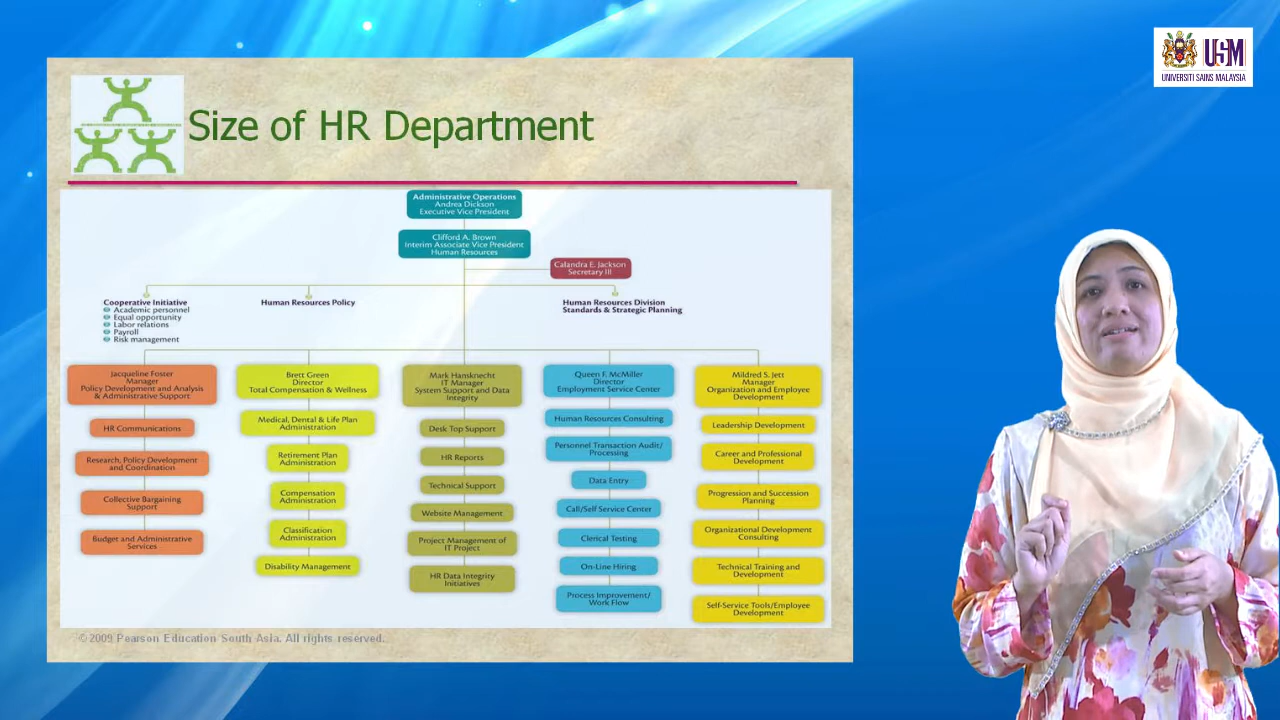 USM
UNIVERSITI SAINS MALAYSIA
Size of HR Department
Administrative Operations
Andrea Dickson
Executive Vice President
Clifford A. Brown
Interim Associate Vice President
Human Resources
Calandra E. Jackson
Secretary III
Cooperative Initiative
Academic personnel
Equal opportunity
Labor relations
Payroll
Risk management
Human Resources Policy
Human Resources Division
Standards & Strategic Planning
Jacqueline Foster
Manager
Policy Development and Analysis
& Administrative Support
HR Communications
Research, Policy Development
and Coordination
Collective Bargaining
Support
Budget and Administrative
Services
Brett Green
Director
Total Compensation & Wellness
Medical, Dental & Life Plan
Administration
Retirement Plan
Administration
Compensation
Administration
Classification
Administration
Disability Management
Mark Hansknecht
IT Manager
System Support and Data
Integrity
Desk Top Support
HR Reports
Technical Support
Website Management
Project Management of
IT Project
HR Data Integrity
Initiatives
Queen F. McMiller
Director
Employment Service Center
Human Resources Consulting
Personnel Transaction Audit/
Processing
Data Entry
Call/Self Service Center
Clerical Testing
On-Line Hiring
Process Improvement/
Work Flow
Mildred S. Jett
Manager
Organization and Employee
Development
Leadership Development
Career and Professional
Development
Progression and Succession
Planning
Organizational Development
Consulting
Technical Training and
Development
Self-Service Tools/Employee
Development
©2009 Pearson Education South Asia. All rights reserved.